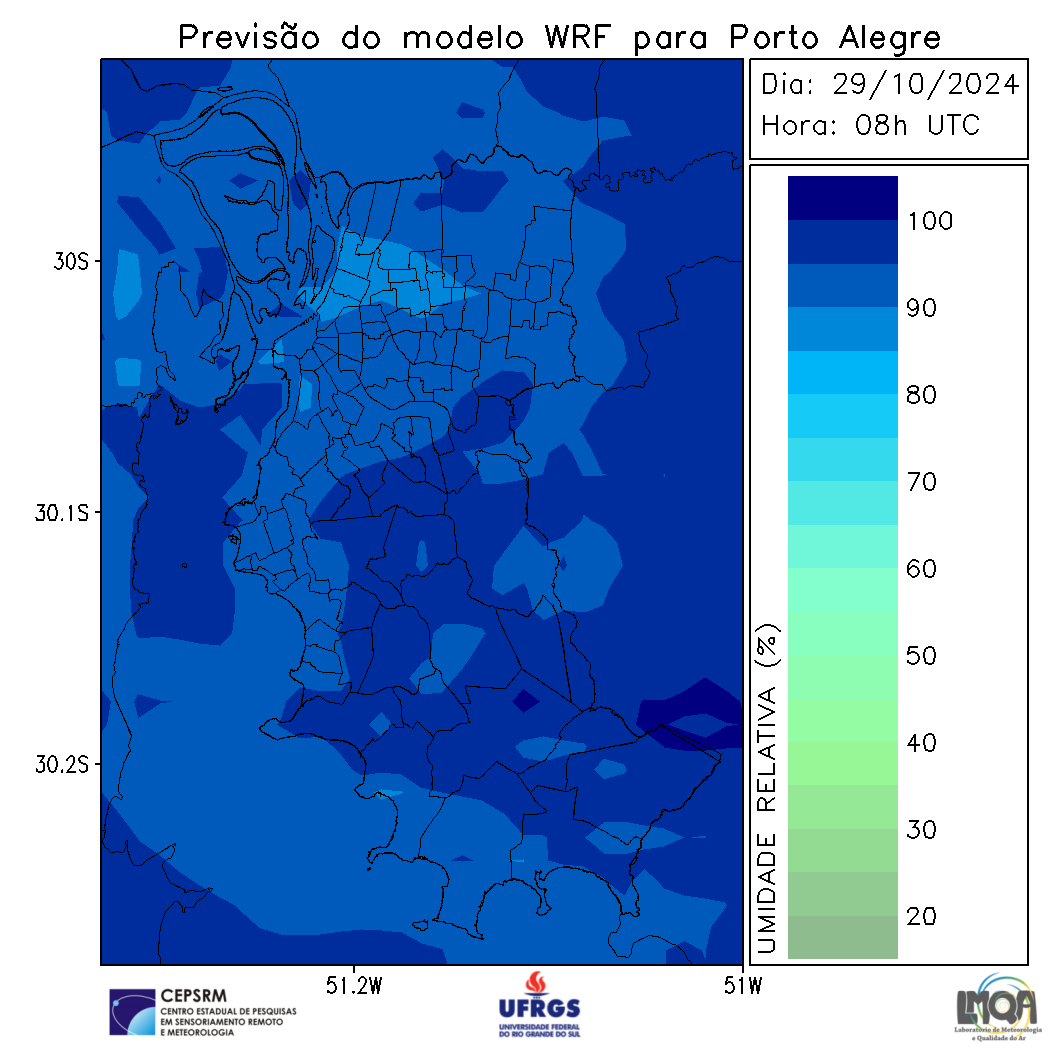 Previsão do modelo WRF para Porto Alegre
Dia: 29/10/2024
Hora: 08h UTC
30S
30.1S
30.2S
51.2W
51W
100
90
80
70
60
50
40
30
20
UMIDADE RELATIVA (%)
CEPSRM
CENTRO ESTADUAL DE PESQUISAS
EM SENSORIAMENTO REMOTO
E METEOROLOGIA
UFRGS
UNIVERSIDADE FEDERAL
DO RIO GRANDE DO SUL
LMQA
Laboratório de Meteorologia
e Qualidade do Ar